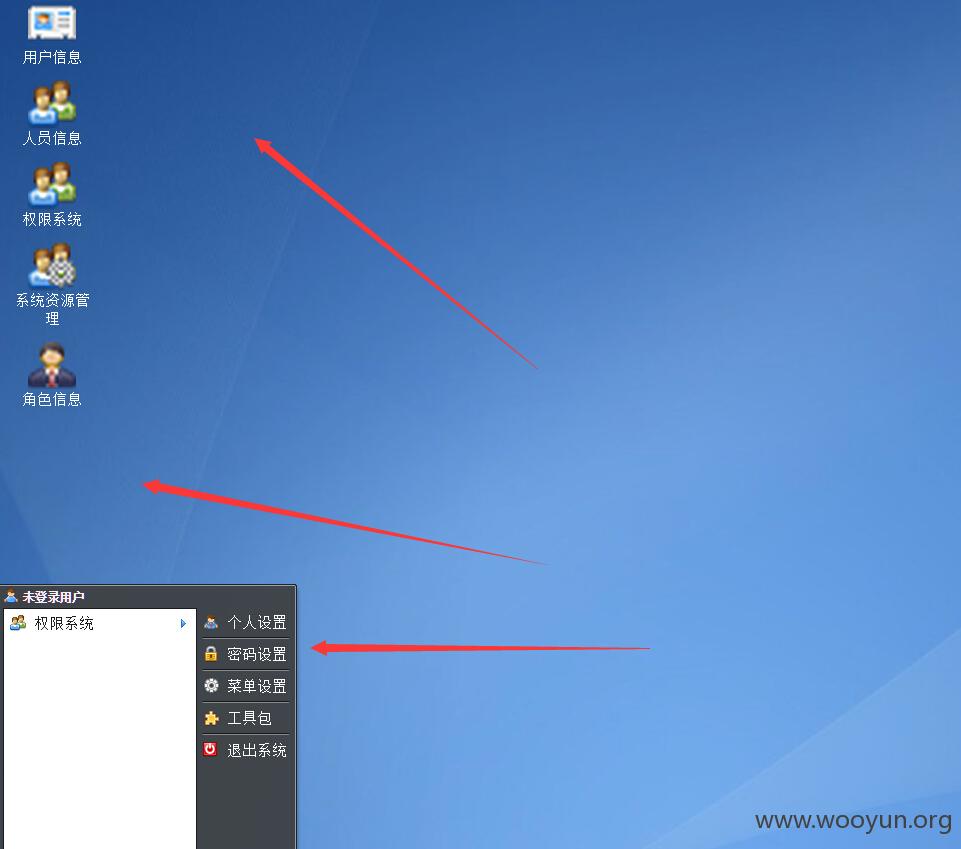 用户信息
人员信息
权限系统
系统资源管
理
角色信息
未登录用户
权限系统
个人设置
密码设置
菜单设置
工具包
退出系统
www.wooyun.org